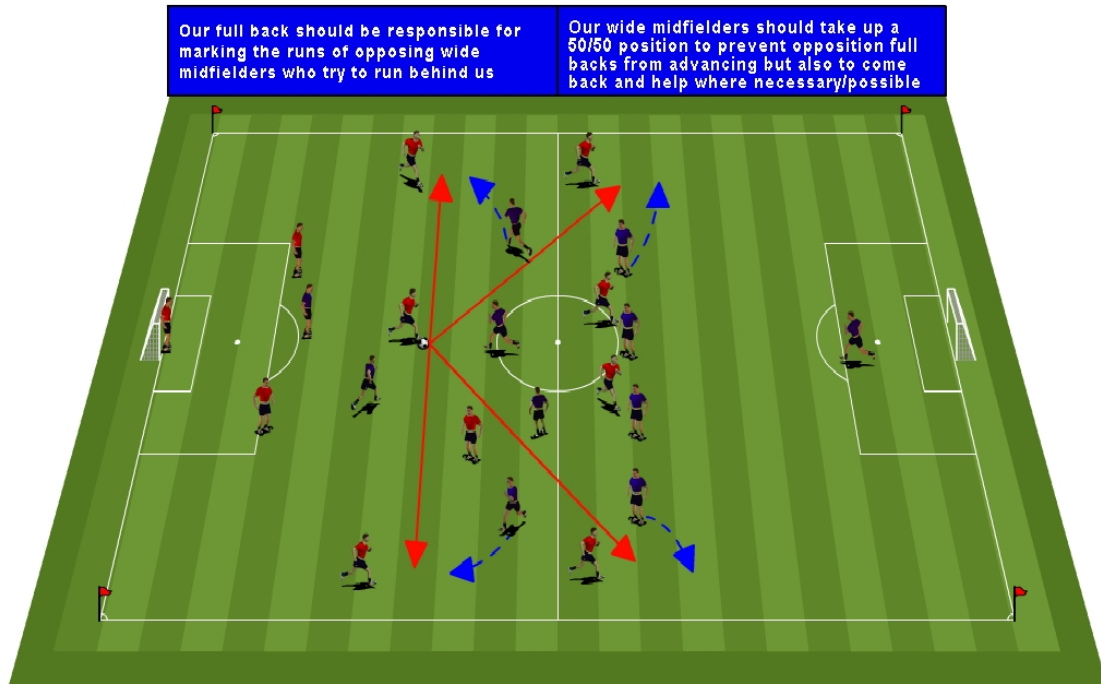 Our full back should be responsible for
marking the runs of opposing wide
midfielders who try to run behind us
Our wide midfielders should take up a
50/50 position to prevent opposition full
backs from advancing but also to come
back and help where necessary/possible